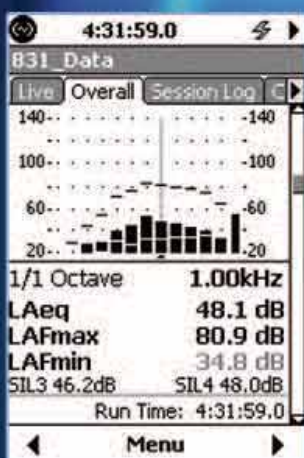 4:31:59.0
831_Data
Live Overall Session Log C
140 -140
100 -100
60 -60
20 -20
1/1 Octave 1.00kHz
LAeq 48.1 dB
LAFmax 80.9 dB
LAFmin 34.8 dB
SIL3 46.2dB SIL4 48.0dB
Run Time: 4:31:59.0
Menu